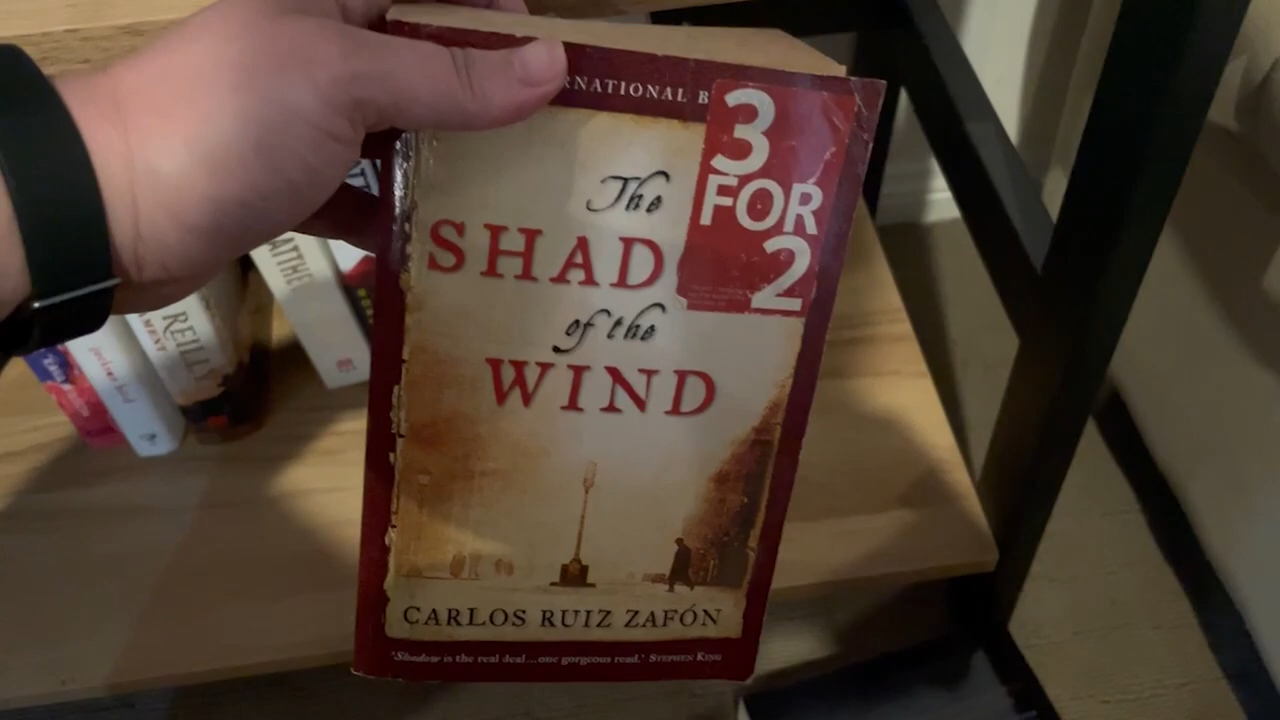 RNATIONAL B
3
FOR
2
The
SHAD
of the
WIND
CARLOS RUIZ ZAFÓN
'Shadow is the real deal...one gorgeous read.' STEPHEN KING
REILLY
ATTHE